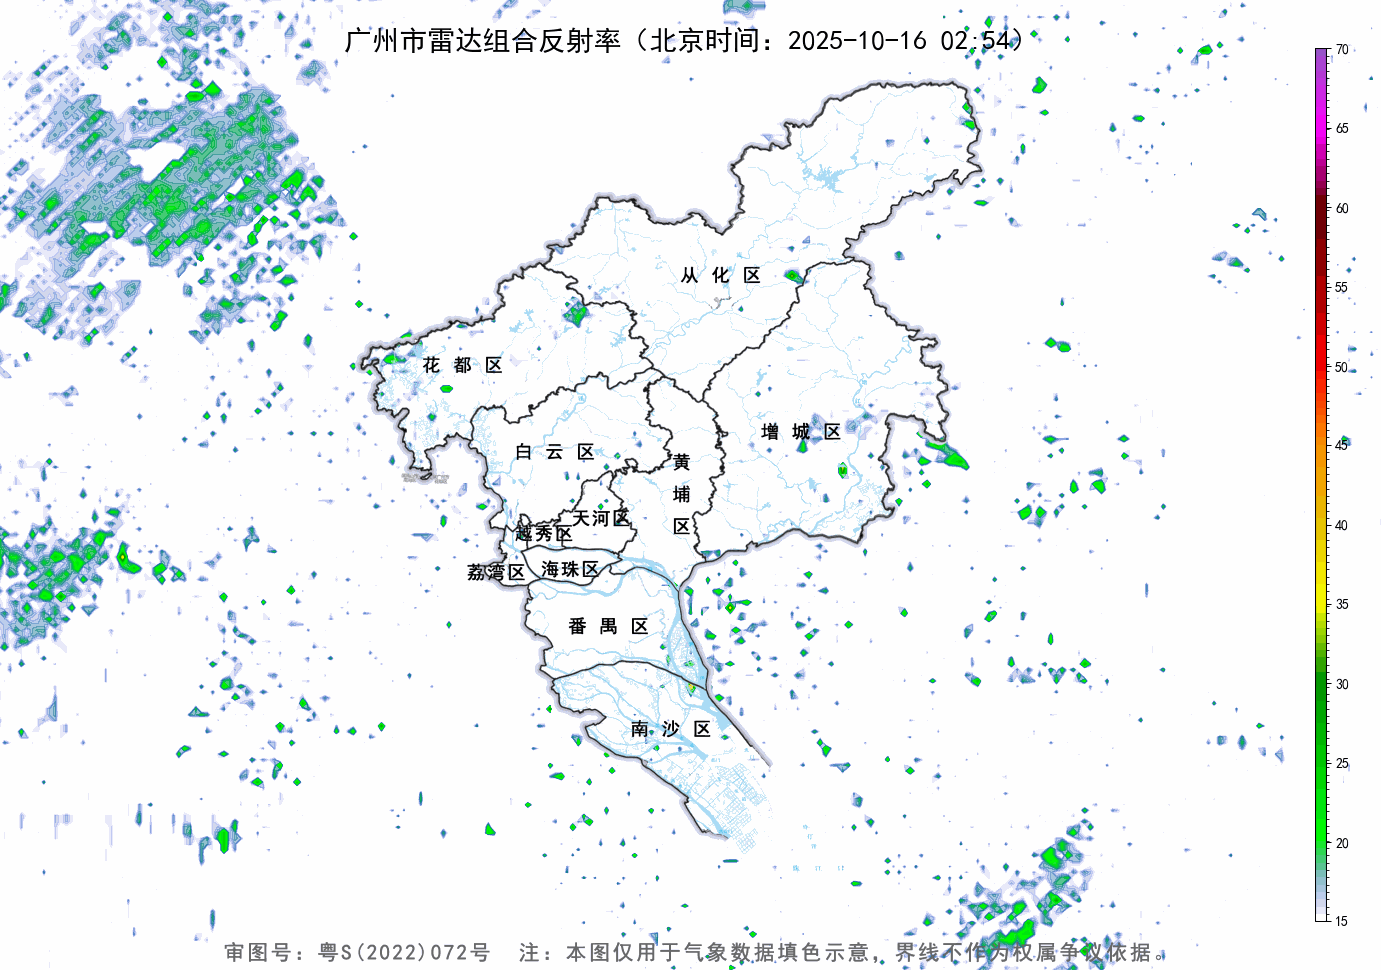 广州市雷达组合反射率（北京时间：2025-10-16 02:54）
70
65
60
55
50
45
40
35
30
25
20
15
从化区
花都区
增城区
白云区
黄埔区
天河区
越秀区
海珠区
荔湾区
番禺区
南沙区
审图号：粤S(2022)072号 注：本图仅用于气象数据填色示意，界线不作为权属争议依据。